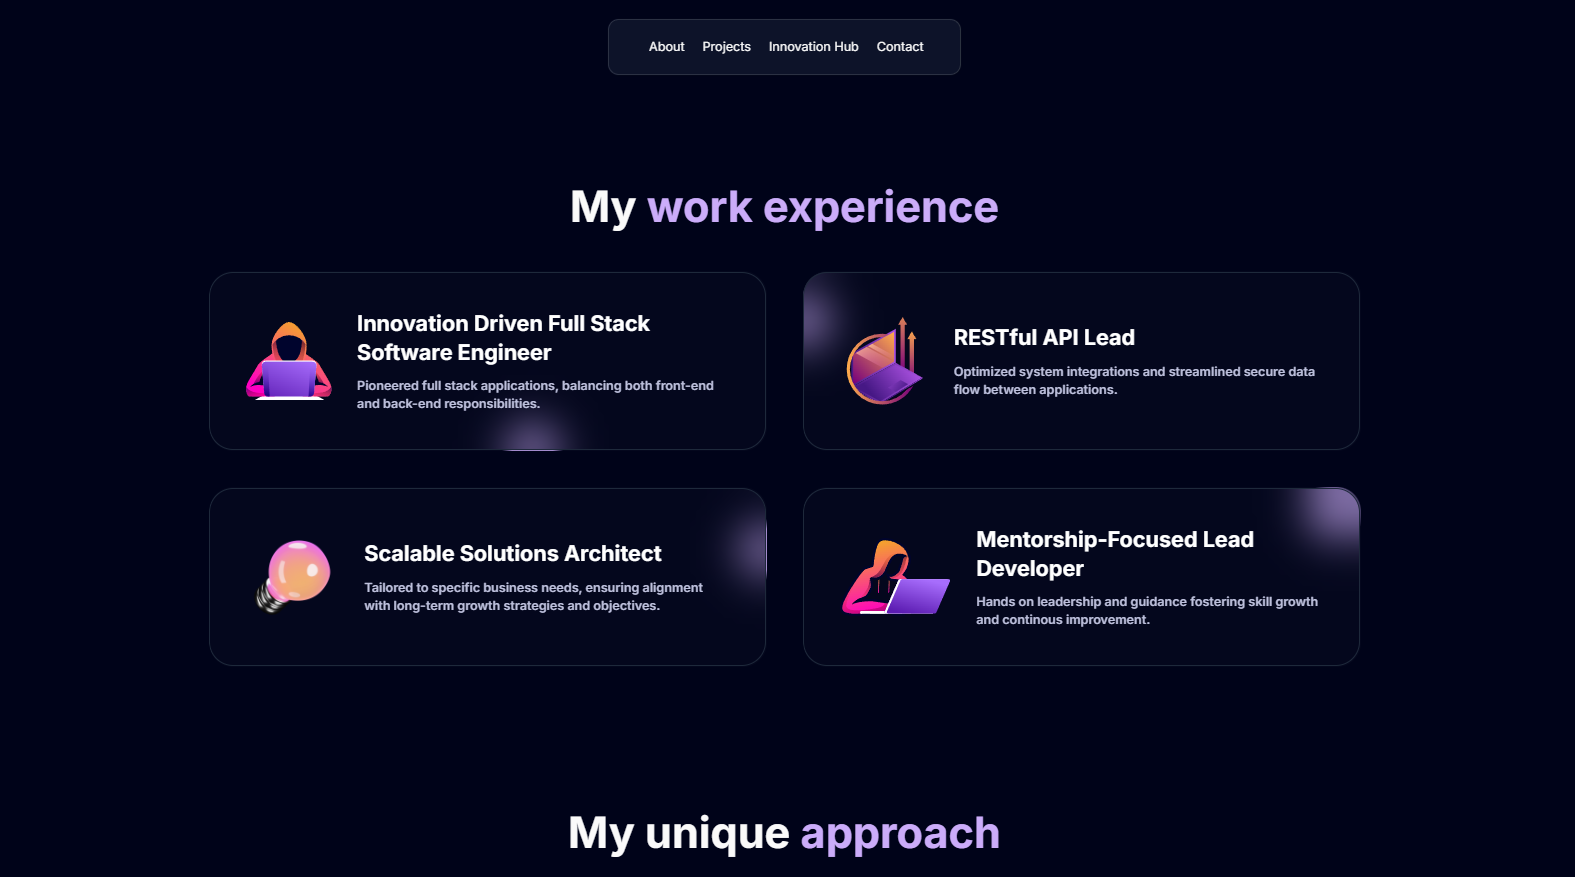 About Projects Innovation Hub Contact
My work experience
Innovation Driven Full Stack
Software Engineer
Pioneered full stack applications, balancing both front-end
and back-end responsibilities.
RESTful API Lead
Optimized system integrations and streamlined secure data
flow between applications.
Scalable Solutions Architect
Tailored to specific business needs, ensuring alignment
with long-term growth strategies and objectives.
Mentorship-Focused Lead
Developer
Hands on leadership and guidance fostering skill growth
and continous improvement.
My unique approach